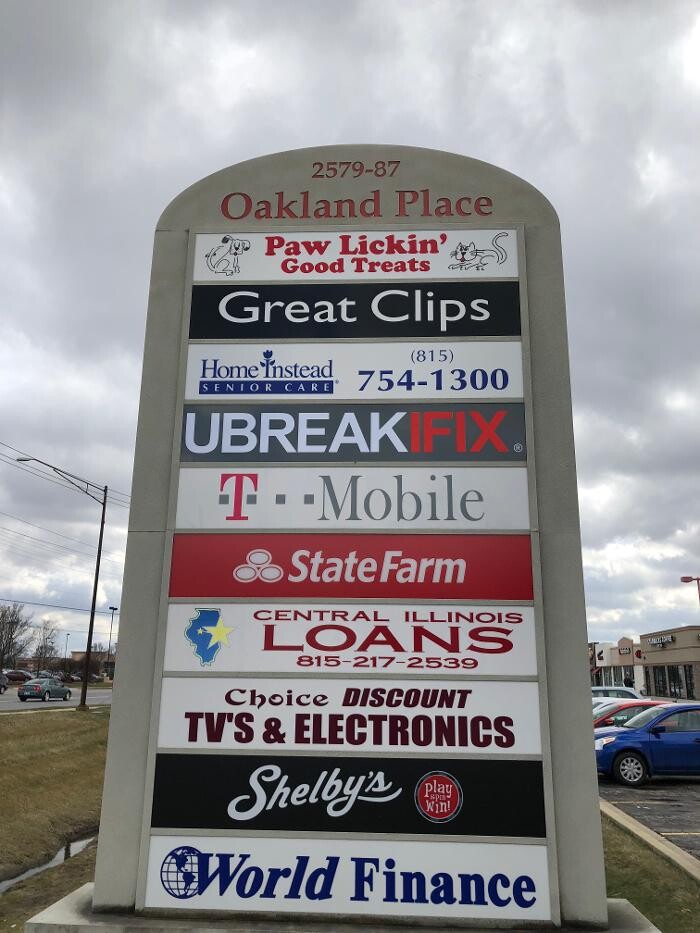 2579-87
Oakland Place
Paw Lickin'
Good Treats
Great Clips
Home Instead
SENIOR CARE
(815)
754-1300
UBREAKIFIX®
T··Mobile
StateFarm
CENTRAL ILLINOIS
LOANS
815-217-2539
Choice DISCOUNT
TV'S & ELECTRONICS
Shelby's
Play
spin
Win!
World Finance